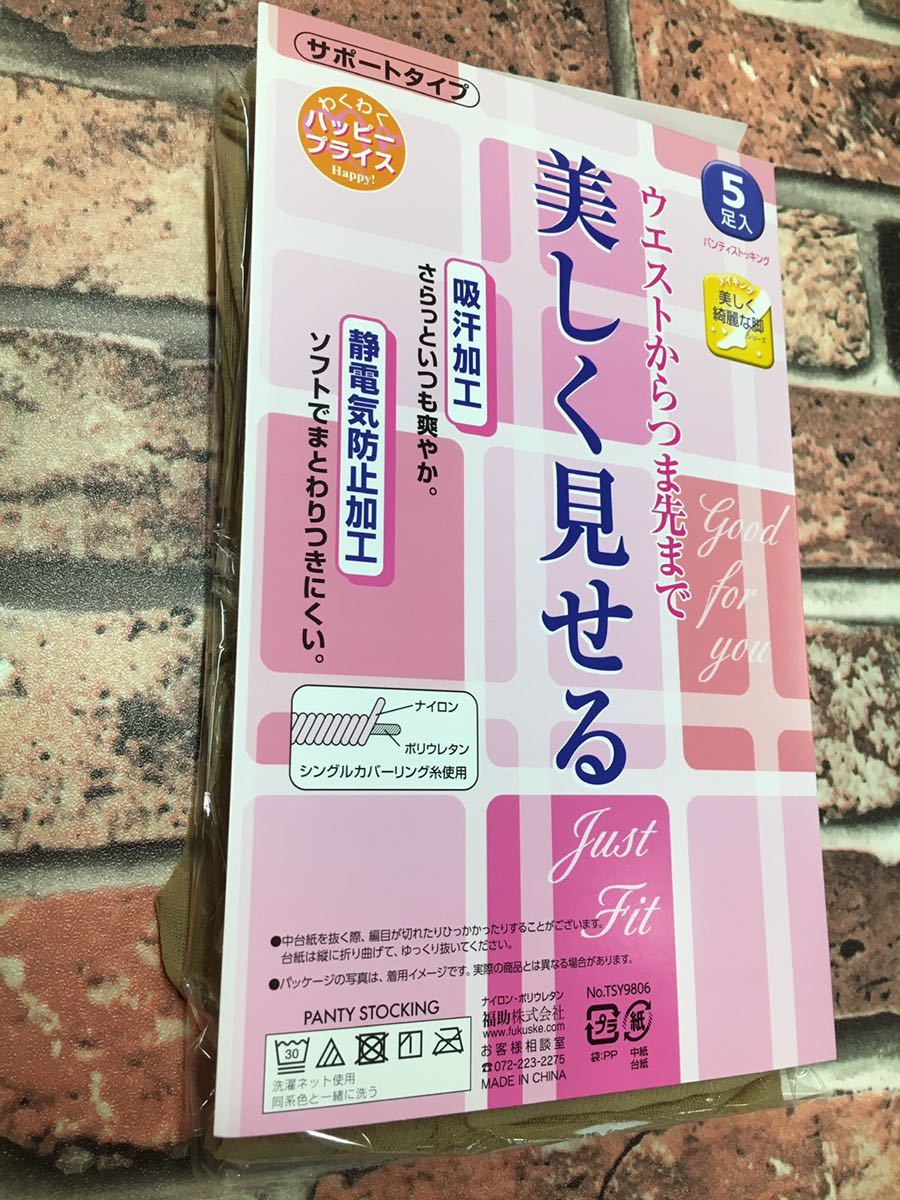 サポートタイプ
わくわく
ハッピー
プライス
Happy!
5
足入
パンティストッキング
メイキング
美しく
綺麗な脚
シリーズ
ウエストからつま先まで
美しく見せる
吸汗加工
さらっといつも爽やか。
静電気防止加工
ソフトでまとわりつきにくい。
Good
for
you
ナイロン
ポリウレタン
シングルカバーリング糸使用
Just
Fit
●中台紙を抜く際、編目が切れたりひっかかったりすることがございます。
台紙は縦に折り曲げて、ゆっくり抜いてください。
●パッケージの写真は、着用イメージです。実際の商品とは異なる場合があります。
PANTY STOCKING
30
洗濯ネット使用
同系色と一緒に洗う
ナイロン・ポリウレタン
福助株式会社
www.fukuske.com
お客様相談室
☎072-223-2275
MADE IN CHINA
No.TSY9806
プラ
紙
袋:PP
中紙
台紙